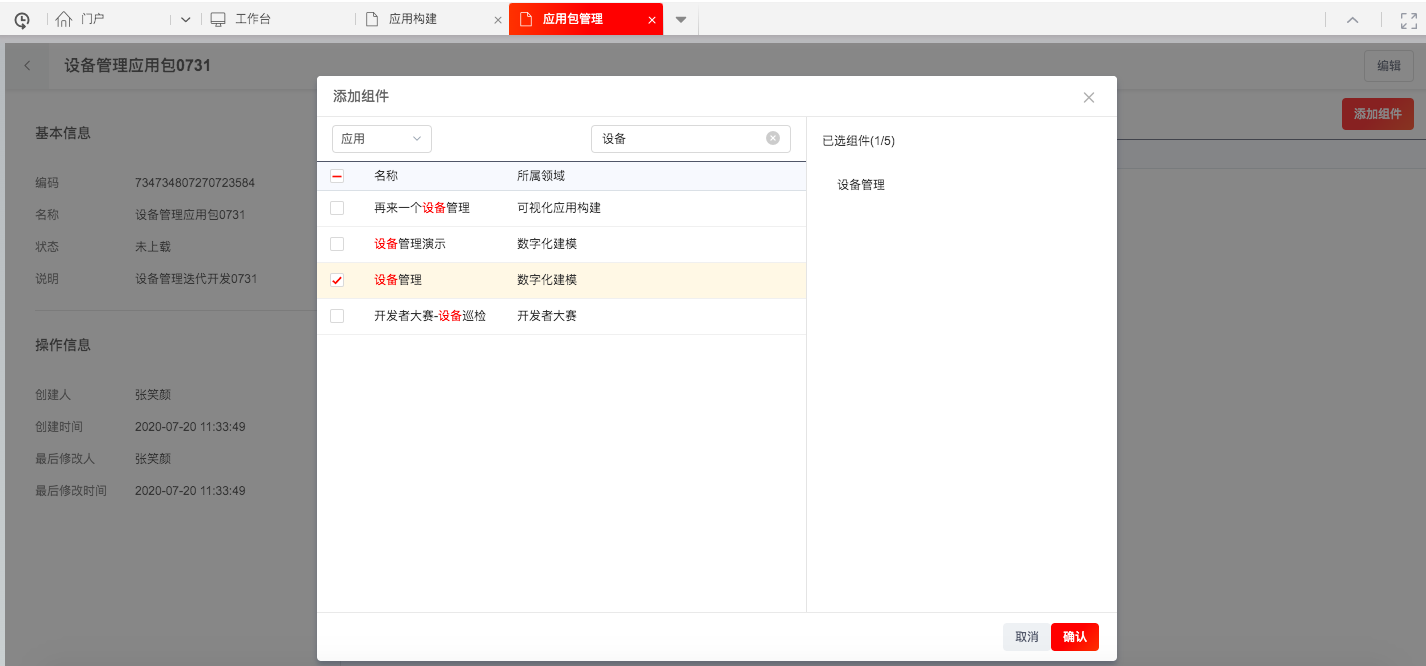 门户
工作台
应用构建
应用包管理
设备管理应用包0731
编辑
添加组件
基本信息
编码 734734807270723584
名称 设备管理应用包0731
状态 未上载
说明 设备管理迭代开发0731
操作信息
创建人 张笑颜
创建时间 2020-07-20 11:33:49
最后修改人 张笑颜
最后修改时间 2020-07-20 11:33:49
添加组件
应用
设备
名称 所属领域
再来一个设备管理 可视化应用构建
设备管理演示 数字化建模
设备管理 数字化建模
开发者大赛-设备巡检 开发者大赛
已选组件(1/5)
设备管理
取消
确认